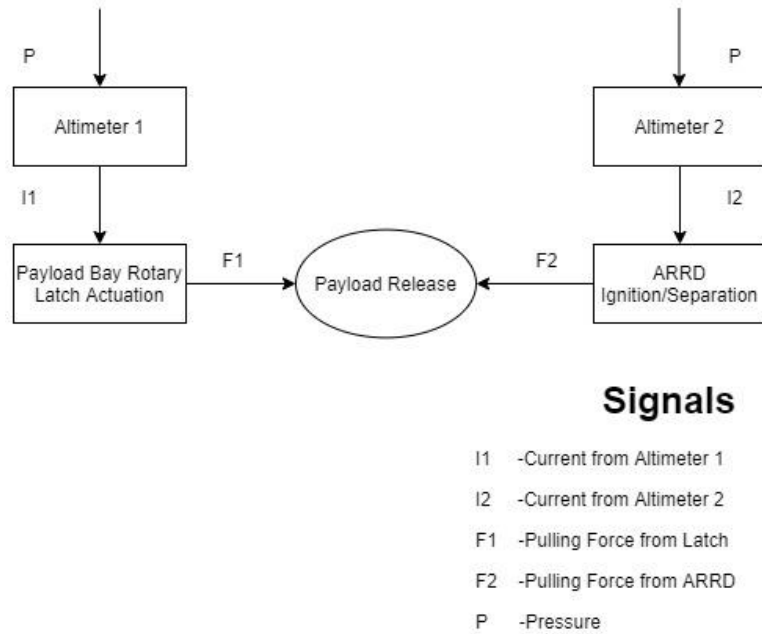 P
P
Altimeter 1
Altimeter 2
I1
I2
Payload Bay Rotary
Latch Actuation
F1
Payload Release
F2
ARRD
Ignition/Separation
Signals
I1 -Current from Altimeter 1
I2 -Current from Altimeter 2
F1 -Pulling Force from Latch
F2 -Pulling Force from ARRD
P -Pressure